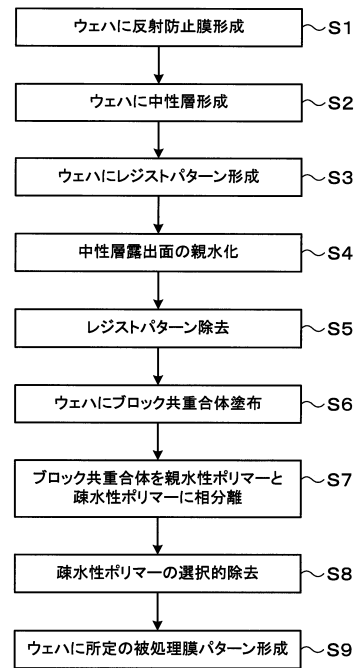 ウェハに反射防止膜形成
S1
ウェハに中性層形成
S2
ウェハにレジストパターン形成
S3
中性層露出面の親水化
S4
レジストパターン除去
S5
ウェハにブロック共重合体塗布
S6
ブロック共重合体を親水性ポリマーと
疎水性ポリマーに相分離
S7
疎水性ポリマーの選択的除去
S8
ウェハに所定の被処理膜パターン形成
S9